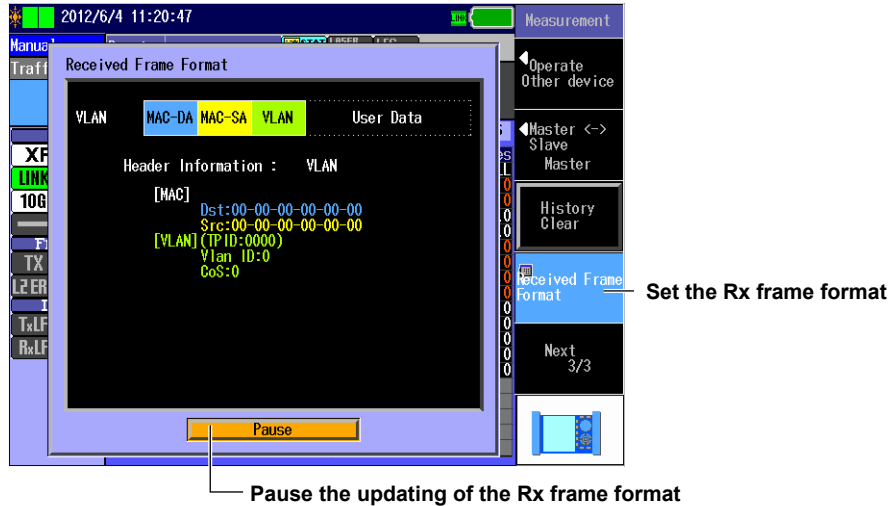 2012/6/4 11:20:47
LINK
Measurement
Manua
Traff
Received Frame Format
Operate
Other device
VLAN MAC-DA MAC-SA VLAN User Data
Master <->
Slave
Master
Header Information : VLAN
XF
LINK
10G
[MAC]
Dst:00-00-00-00-00-00
Src:00-00-00-00-00-00
[VLAN](TPID:0000)
Vlan ID:0
CoS:0
History
Clear
TX
L2 ER
TxLF
RxLF
Received Frame
Format
Set the Rx frame format
Next
3/3
Pause
Pause the updating of the Rx frame format